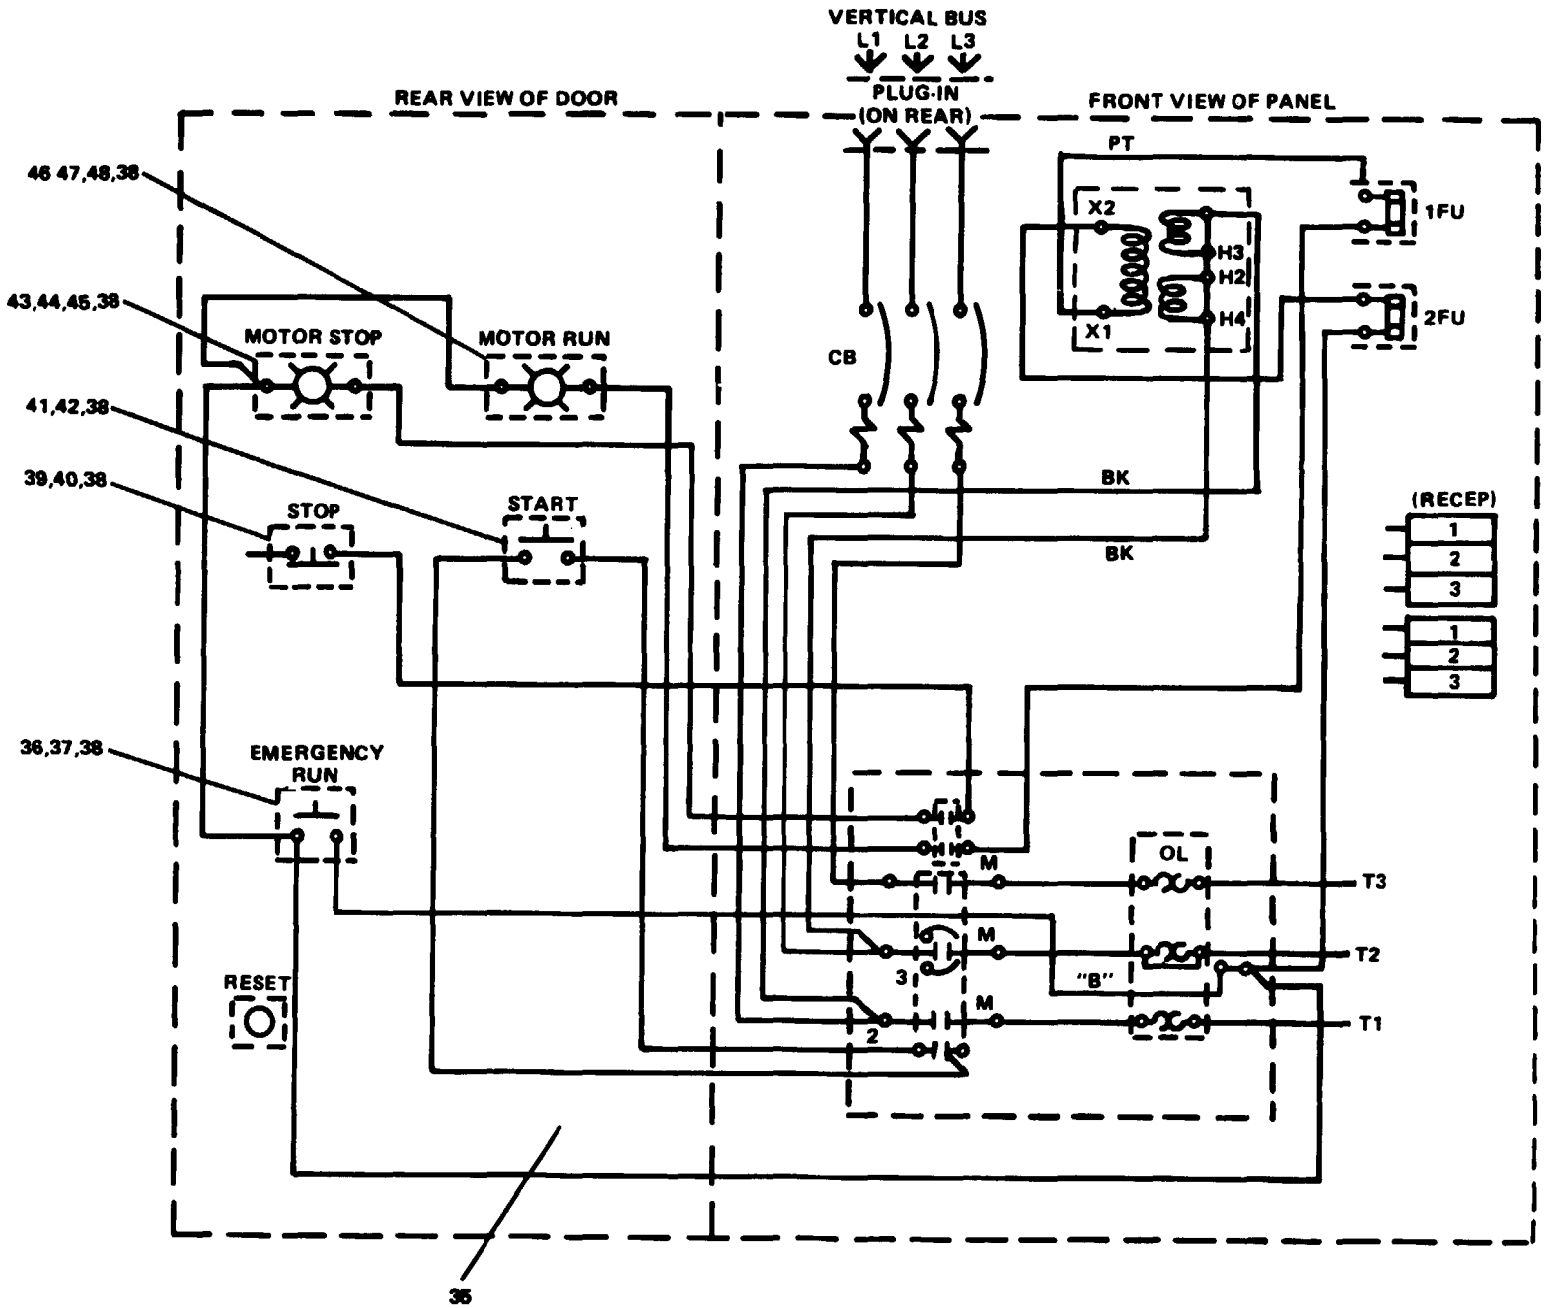 VERTICAL BUS
L1 L2 L3
REAR VIEW OF DOOR
PLUG-IN
(ON REAR)
FRONT VIEW OF PANEL
PT
46 47,48,38
X2
1FU
H3
H2
43,44,45,38
MOTOR STOP
MOTOR RUN
X1
H4
2FU
CB
41,42,38
39,40,38
STOP
START
BK
(RECEP)
1
2
3
BK
1
2
3
36,37,38
EMERGENCY
RUN
M
OL
T3
M
T2
3
"B"
RESET
M
T1
2
35